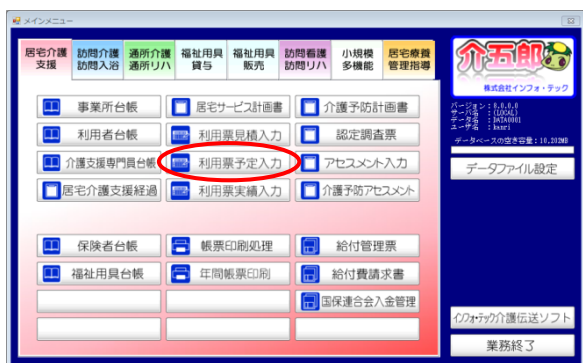 メインメニュー
居宅介護
支援
訪問介護
訪問入浴
通所介護
通所リハ
福祉用具
貸与
福祉用具
販売
訪問看護
訪問リハ
小規模
多機能
居宅療養
管理指導
介五郎
株式会社インフォ・テック
バージョン:8.0.0.0
サーバ名 :(LOCAL)
データ名 :DATA0001
ユーザ名 :kanri
データベースの空き容量:10,202MB
データファイル設定
事業所台帳
居宅サービス計画書
介護予防計画書
利用者台帳
利用票見積入力
認定調査票
介護支援専門員台帳
利用票予定入力
アセスメント入力
居宅介護支援経過
利用票実績入力
介護予防アセスメント
保険者台帳
帳票印刷処理
給付管理票
福祉用具台帳
年間帳票印刷
給付費請求書
国保連合会入金管理
インフォ・テック介護伝送ソフト
業務終了